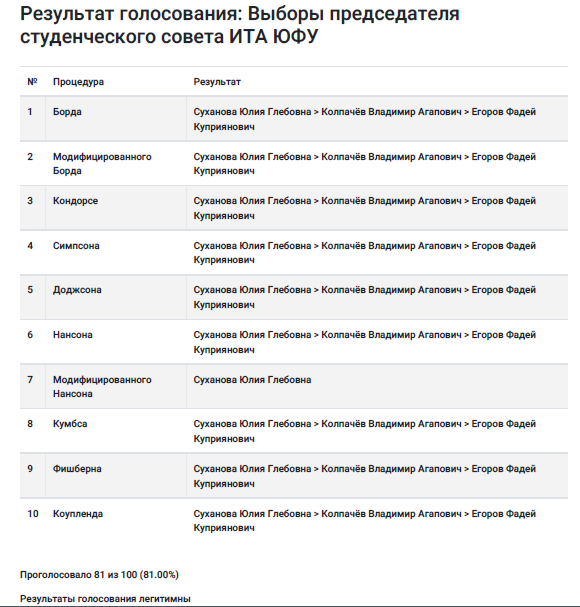 Результат голосования: Выборы председателя
студенческого совета ИТА ЮФУ
№ Процедура Результат
1 Борда Суханова Юлия Глебовна > Колпачёв Владимир Агапович > Егоров Фадей
Куприянович
2 Модифицированного Суханова Юлия Глебовна > Колпачёв Владимир Агапович > Егоров Фадей
Борда Куприянович
3 Кондорсе Суханова Юлия Глебовна > Колпачёв Владимир Агапович > Егоров Фадей
Куприянович
4 Симпсона Суханова Юлия Глебовна > Колпачёв Владимир Агапович > Егоров Фадей
Куприянович
5 Доджсона Суханова Юлия Глебовна > Колпачёв Владимир Агапович > Егоров Фадей
Куприянович
6 Нансона Суханова Юлия Глебовна > Колпачёв Владимир Агапович > Егоров Фадей
Куприянович
7 Модифицированного Суханова Юлия Глебовна
Нансона
8 Кумбса Суханова Юлия Глебовна > Колпачёв Владимир Агапович > Егоров Фадей
Куприянович
9 Фишберна Суханова Юлия Глебовна > Колпачёв Владимир Агапович > Егоров Фадей
Куприянович
10 Коупленда Суханова Юлия Глебовна > Колпачёв Владимир Агапович > Егоров Фадей
Куприянович
Проголосовало 81 из 100 (81.00%)
Результаты голосования легитимны